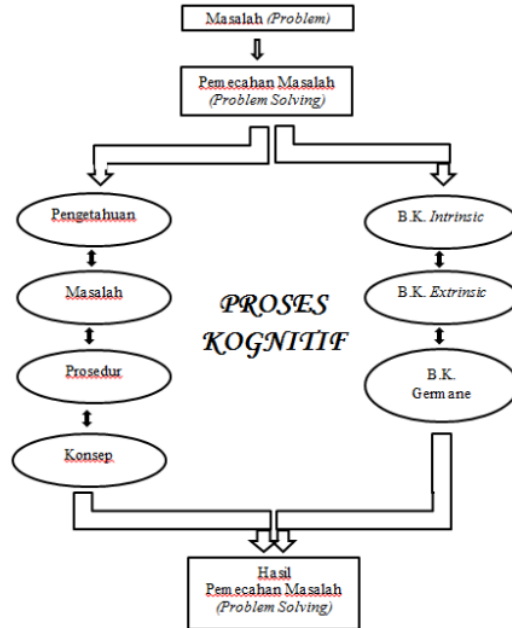 Masalah (Problem)
Pemecahan Masalah
(Problem Solving)
Pengetahuan
Masalah
Prosedur
Konsep
PROSES
KOGNITIF
B.K. Intrinsic
B.K. Extrinsic
B.K.
Germane
Hasil
Pemecahan Masalah
(Problem Solving)